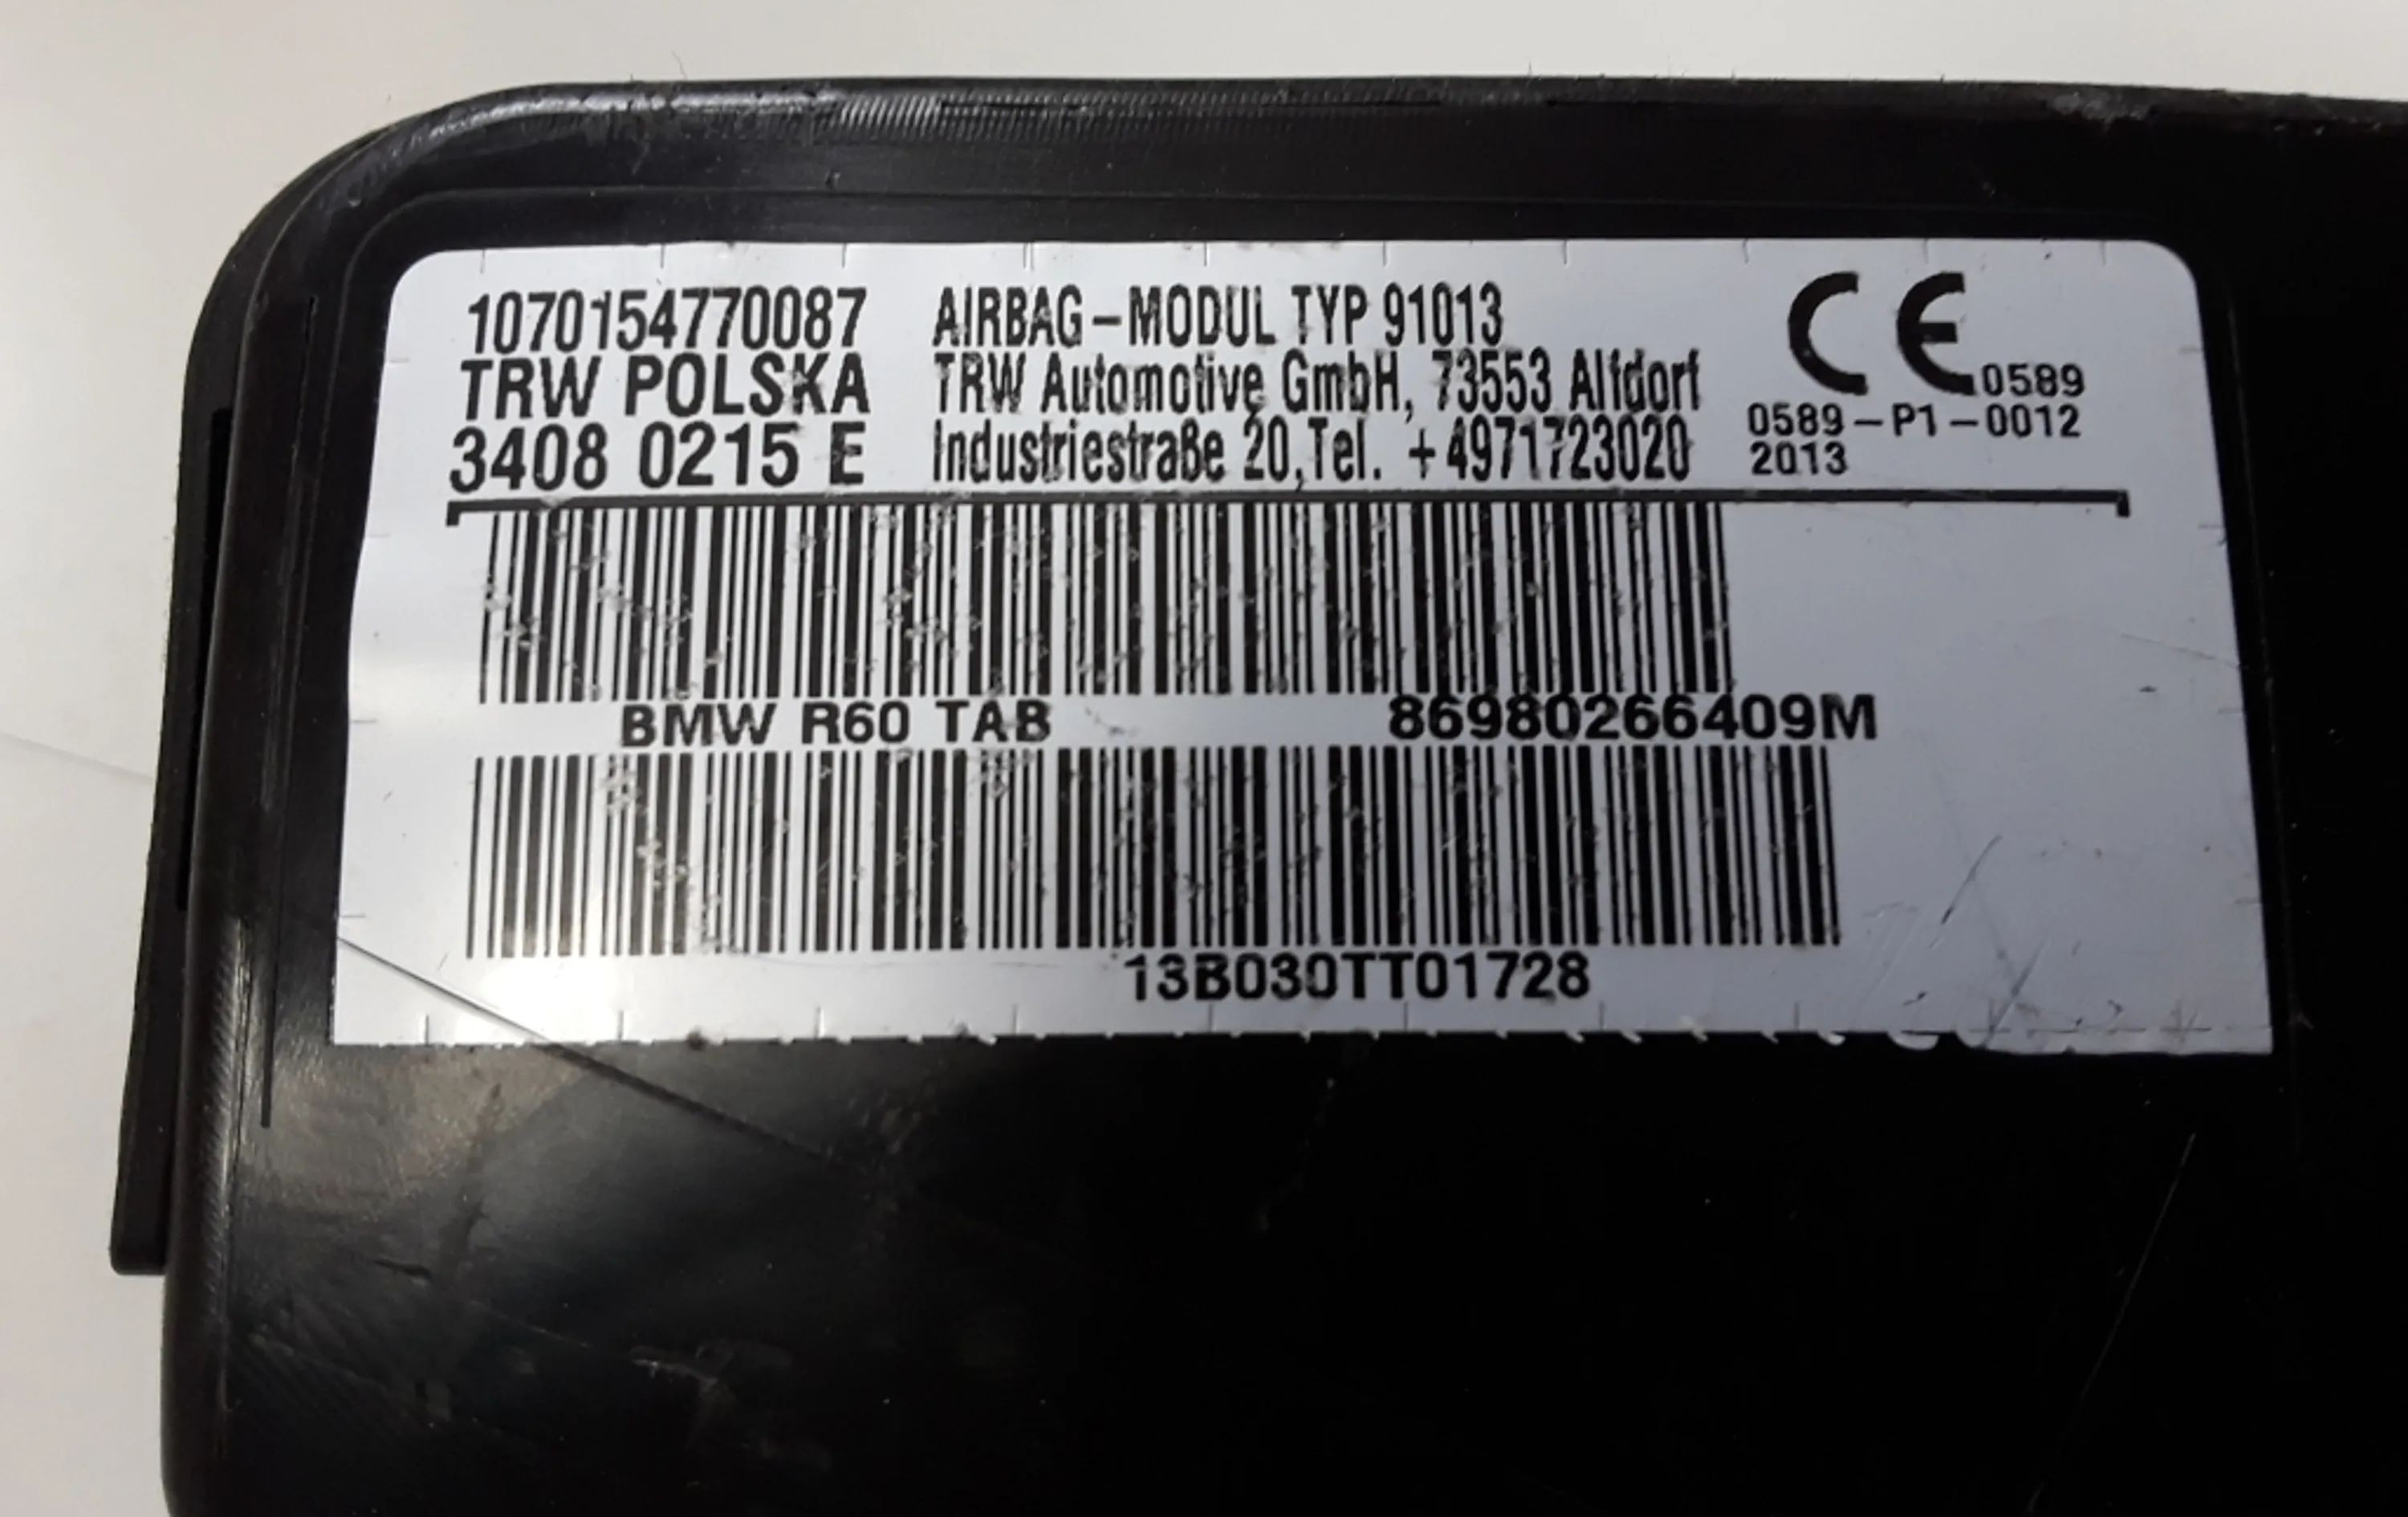 1070154770087 AIRBAG-MODUL TYP 91013
TRW POLSKA TRW Automotive GmbH, 73553 Alfdorf
3408 0215 E Industriestraße 20,Tel. +4971723020
CE 0589
0589-P1-0012
2013
BMW R60 TAB 86980266409M
13B030TT01728